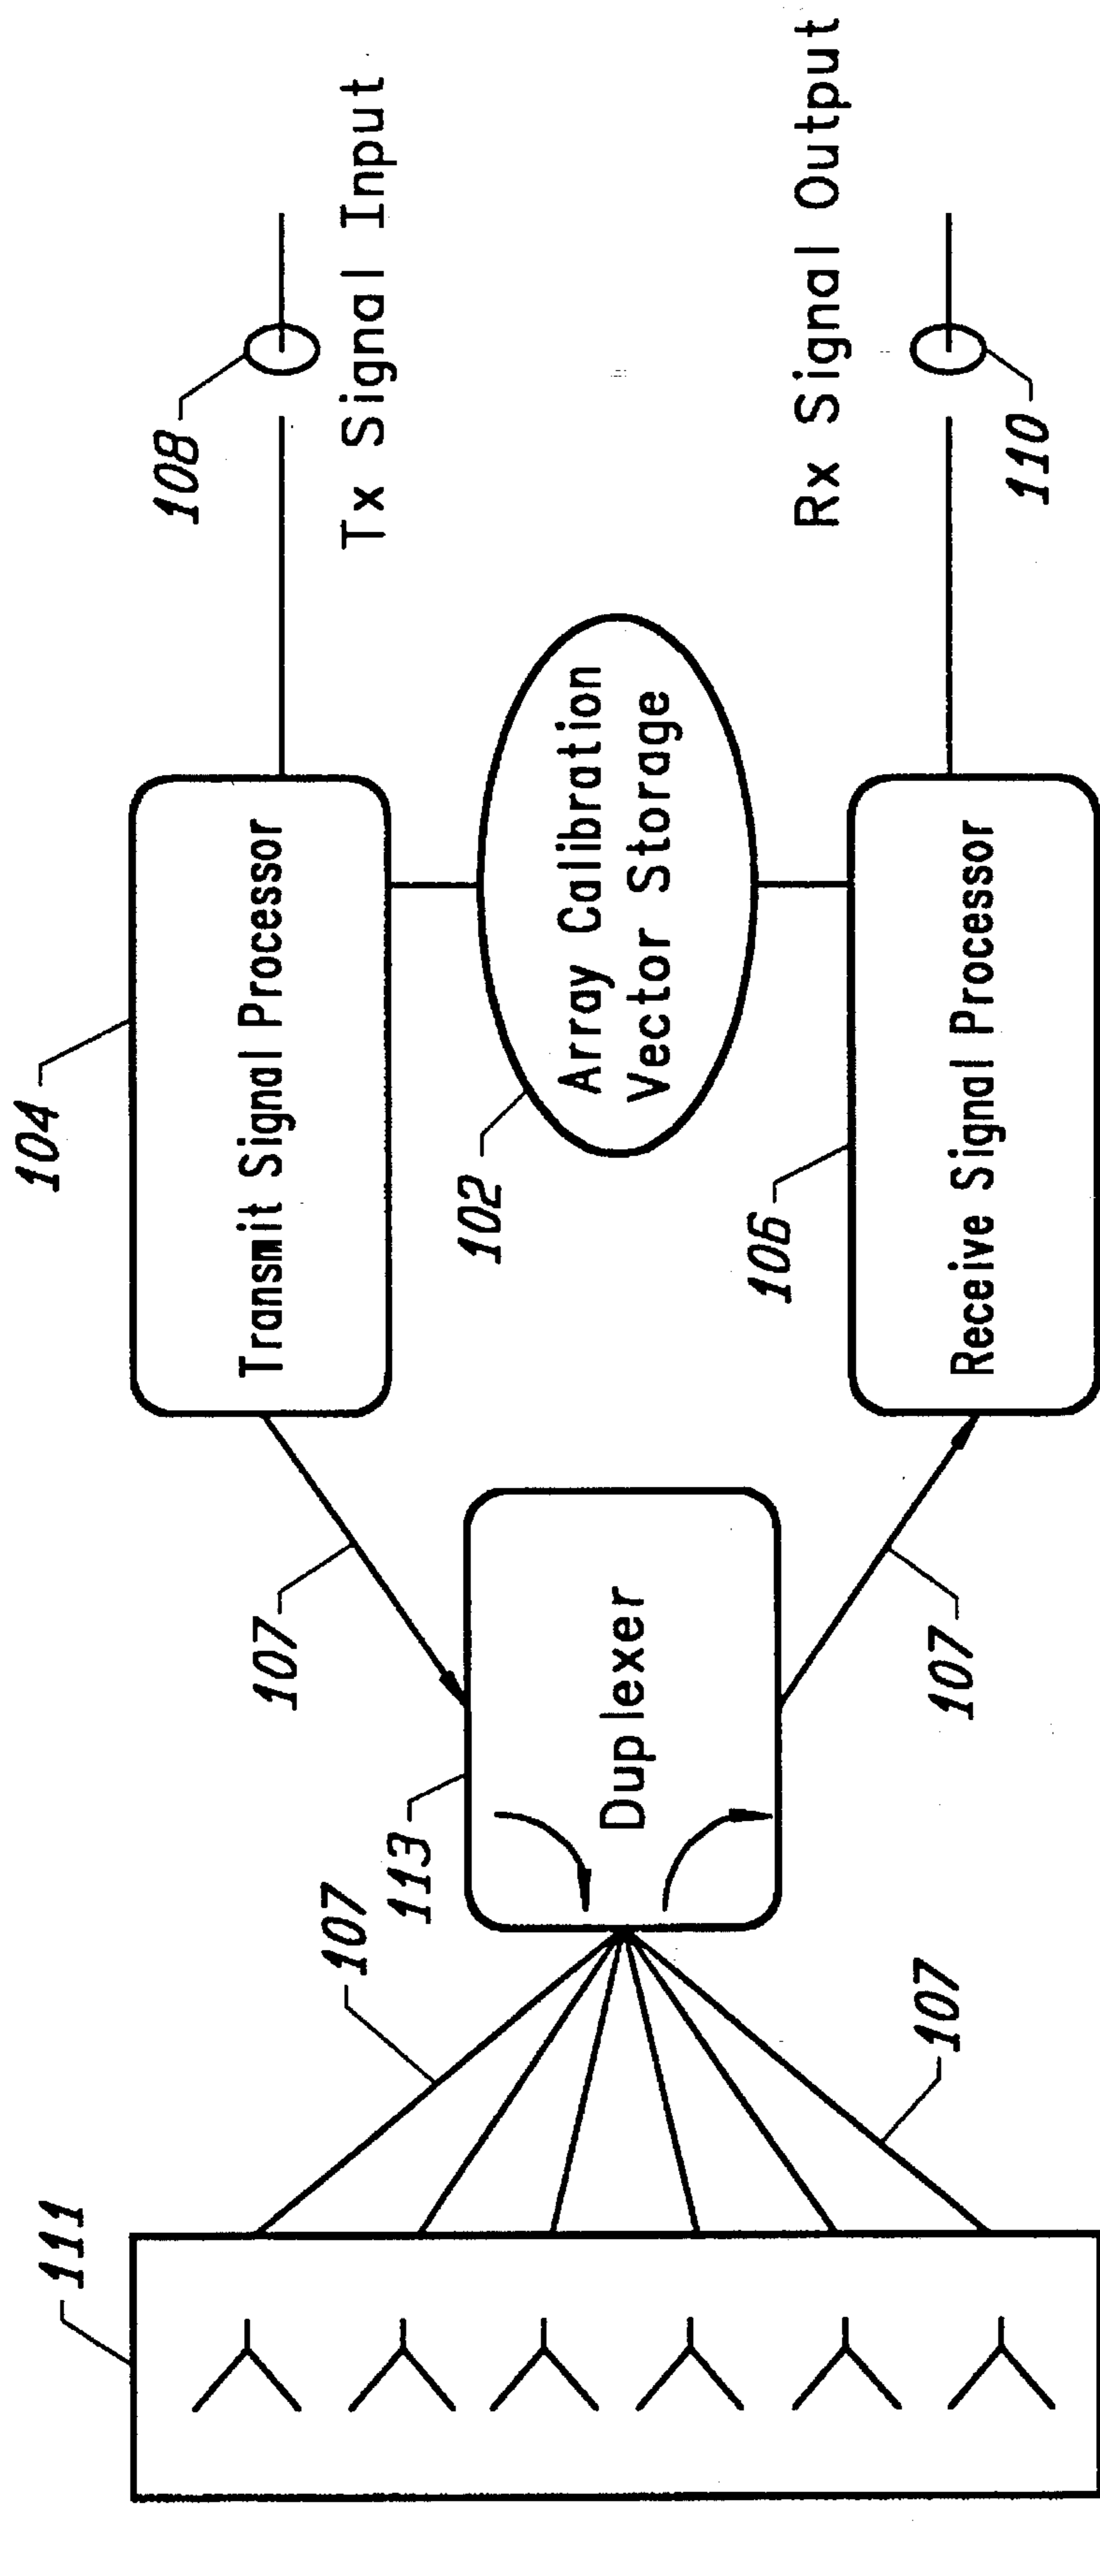 104
Transmit Signal Processor
108
Tx Signal Input
107
107
113
Duplexer
102
Array Calibration
Vector Storage
111
107
107
106
Receive Signal Processor
Rx Signal Output
110